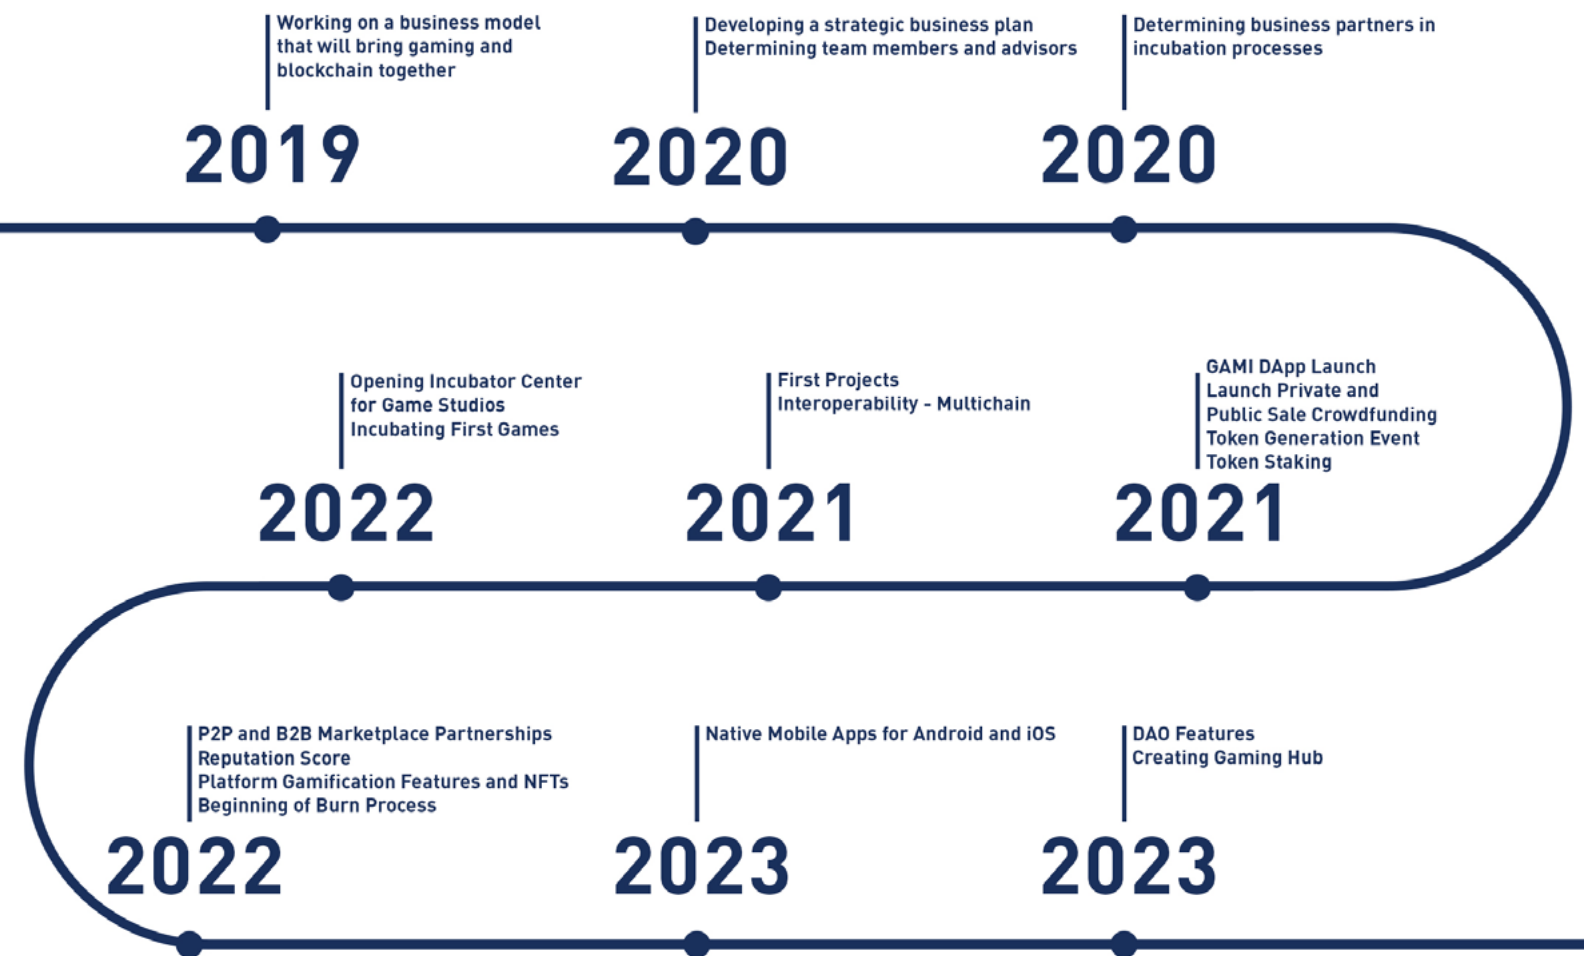 Working on a business model
that will bring gaming and
blockchain together
2019
Developing a strategic business plan
Determining team members and advisors
2020
Determining business partners in
incubation processes
2020
GAMI DApp Launch
Launch Private and
Public Sale Crowdfunding
Token Generation Event
Token Staking
2021
First Projects
Interoperability - Multichain
2021
Opening Incubator Center
for Game Studios
Incubating First Games
2022
P2P and B2B Marketplace Partnerships
Reputation Score
Platform Gamification Features and NFTs
Beginning of Burn Process
2022
Native Mobile Apps for Android and iOS
2023
DAO Features
Creating Gaming Hub
2023